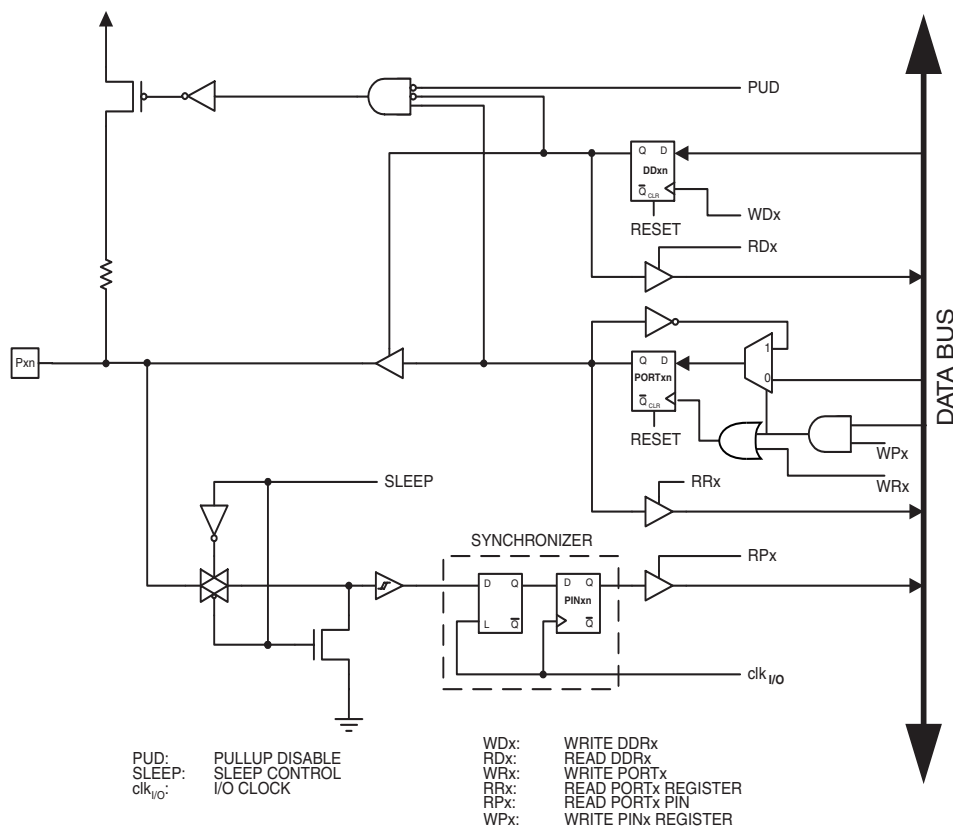 PUD
Q D
DDxn
Q CLR
WDx
RESET
RDx
Pxn
1
Q D
PORTxn
0
Q CLR
RESET
WPx
WRx
SLEEP
RRx
SYNCHRONIZER
RPx
D Q
D Q
PINxn
L Q
Q
clk I/O
DATA BUS
PUD: PULLUP DISABLE
SLEEP: SLEEP CONTROL
clkI/O: I/O CLOCK
WDx: WRITE DDRx
RDx: READ DDRx
WRx: WRITE PORTx
RRx: READ PORTx REGISTER
RPx: READ PORTx PIN
WPx: WRITE PINx REGISTER